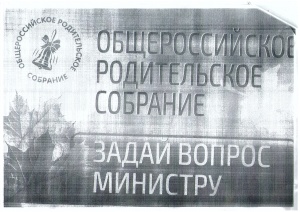 ОБЩЕРОССИЙСКОЕ РОДИТЕЛЬСКОЕ
СОБРАНИЕ
ОБЩЕРОССИЙСКОЕ
РОДИТЕЛЬСКОЕ
СОБРАНИЕ
ЗАДАЙ ВОПРОС
МИНИСТРУ